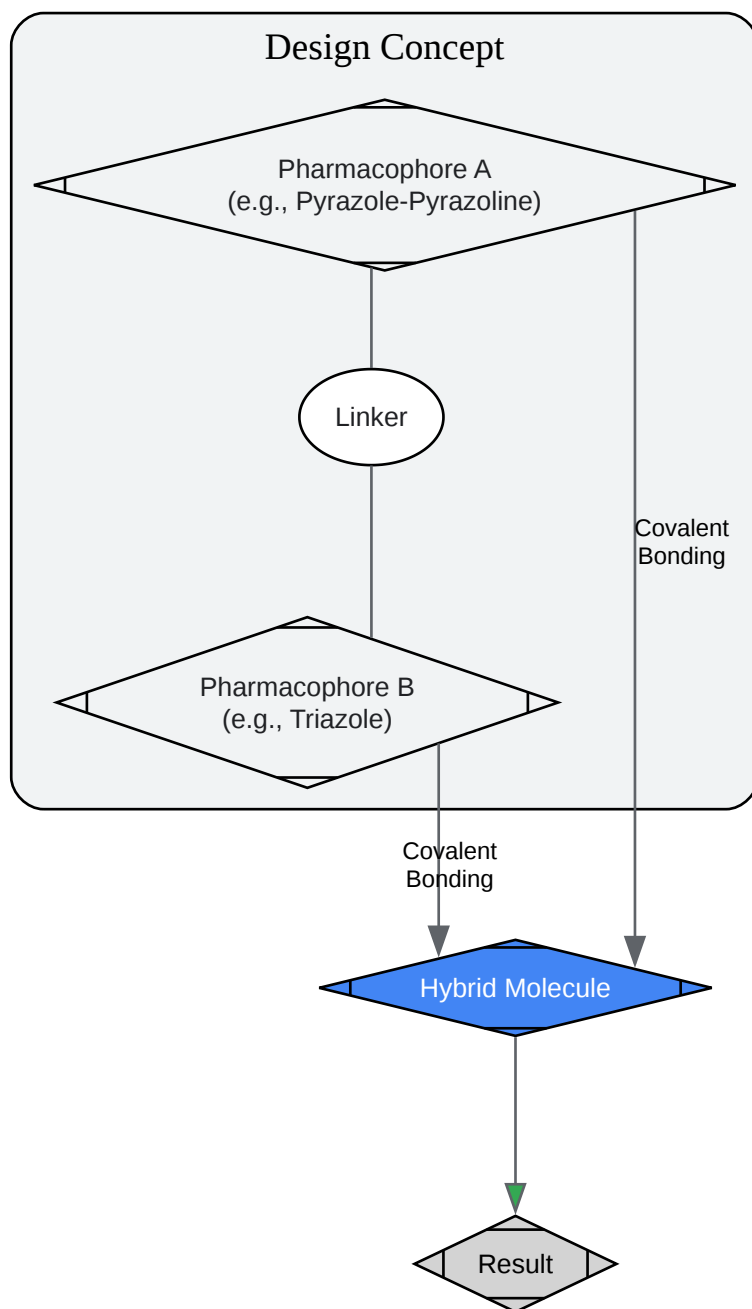 Design Concept
Pharmacophore A
(e.g., Pyrazole-Pyrazoline)
Linker
Covalent
Bonding
Pharmacophore B
(e.g., Triazole)
Covalent
Bonding
Hybrid Molecule
Result